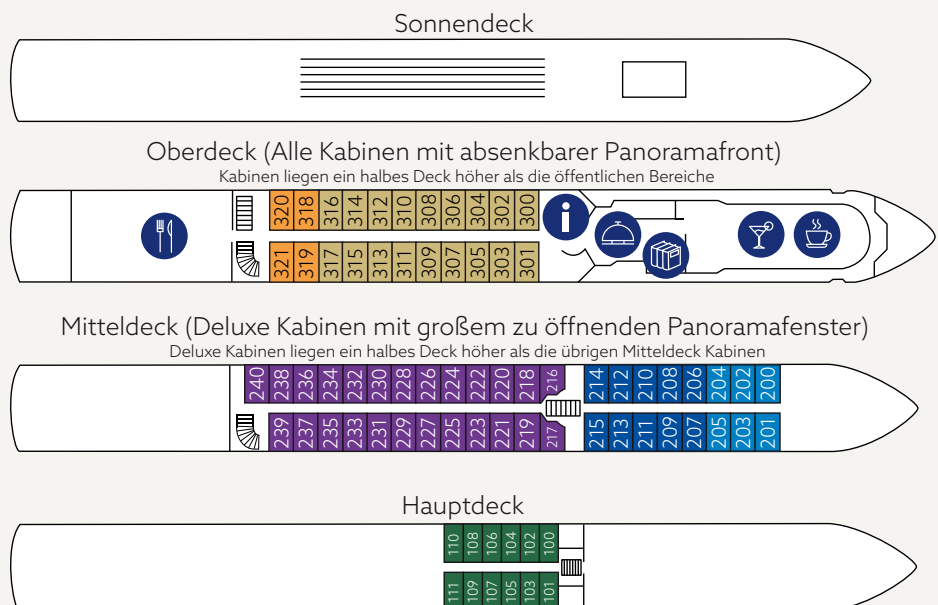 Sonnendeck
Oberdeck (Alle Kabinen mit absenkbarer Panoramafront)
Kabinen liegen ein halbes Deck höher als die öffentlichen Bereiche
320 318 316 314 312 310 308 306 304 302 300
321 319 317 315 313 311 309 307 305 303 301
Mitteldeck (Deluxe Kabinen mit großem zu öffnenden Panoramafenster)
Deluxe Kabinen liegen ein halbes Deck höher als die übrigen Mitteldeck Kabinen
240 238 236 234 232 230 228 226 224 222 220 218 216 214 212 210 208 206 204 202 200
239 237 235 233 231 229 227 225 223 221 219 217 215 213 211 209 207 205 203 201
Hauptdeck
110 108 106 104 102 100
111 109 107 105 103 101